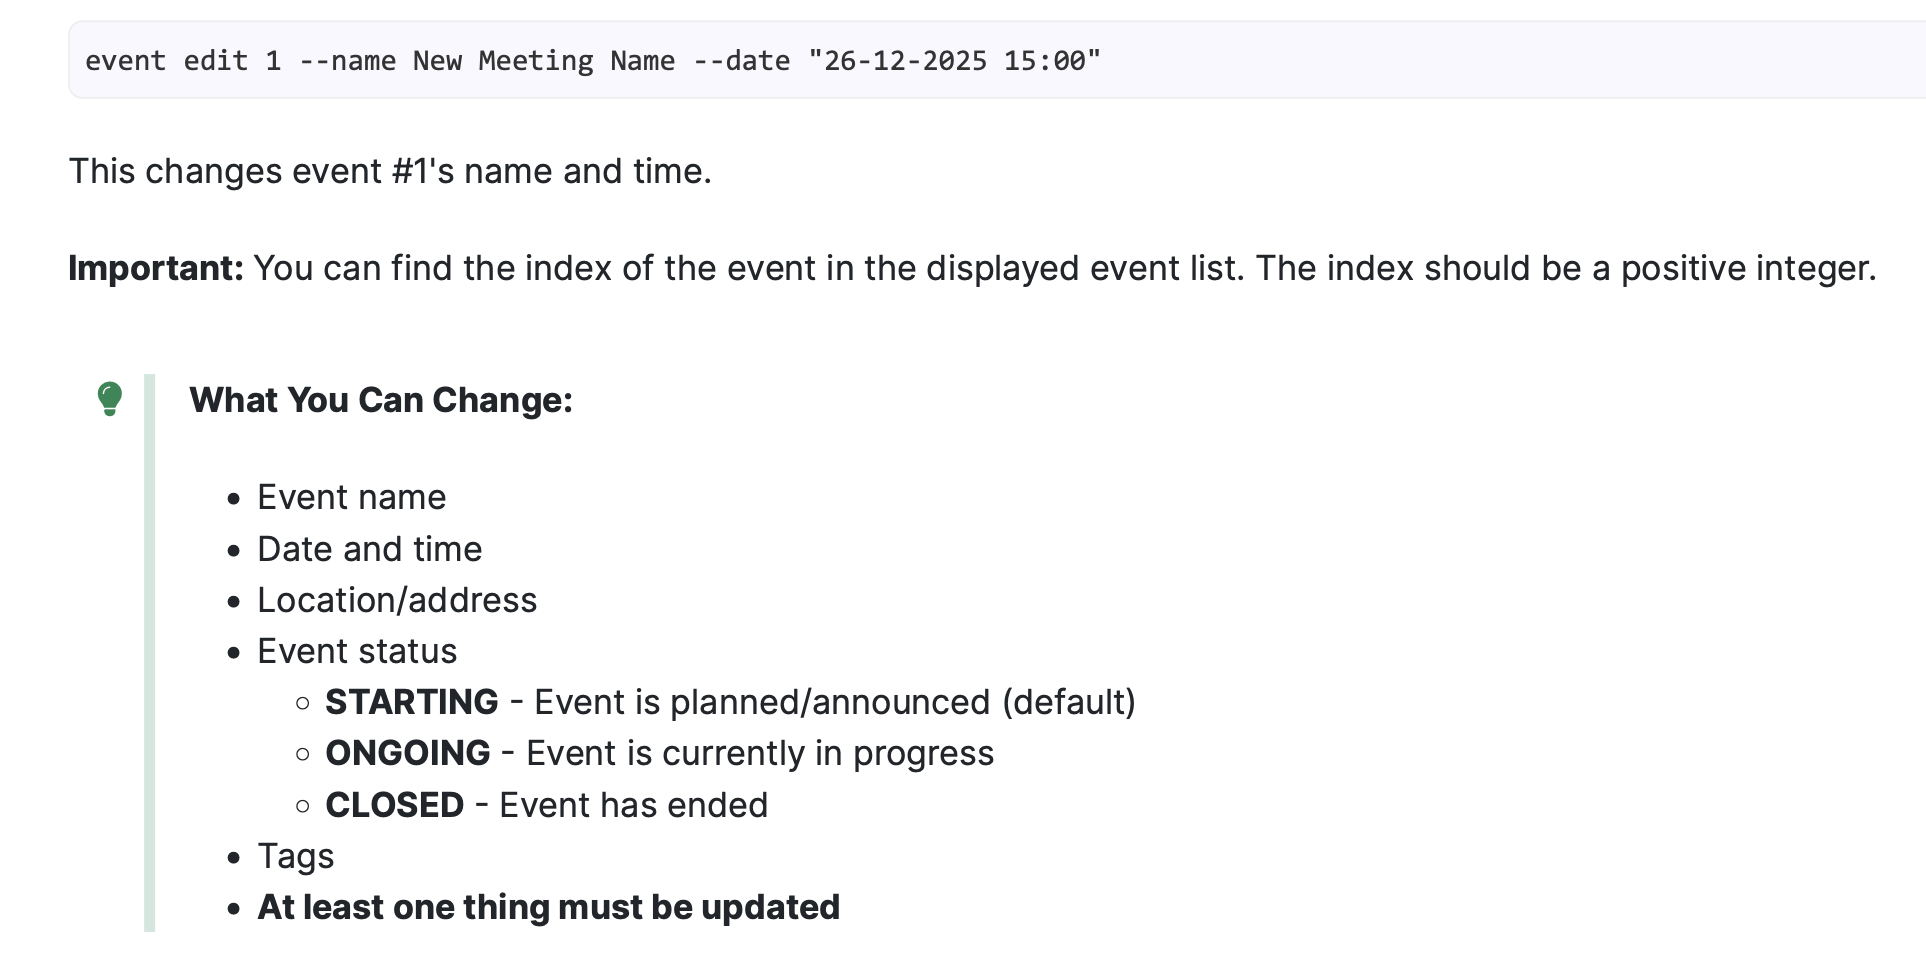 event edit 1 --name New Meeting Name --date "26-12-2025 15:00"
This changes event #1's name and time.
Important: You can find the index of the event in the displayed event list. The index should be a positive integer.
What You Can Change:
Event name
Date and time
Location/address
Event status
STARTING - Event is planned/announced (default)
ONGOING - Event is currently in progress
CLOSED - Event has ended
Tags
At least one thing must be updated